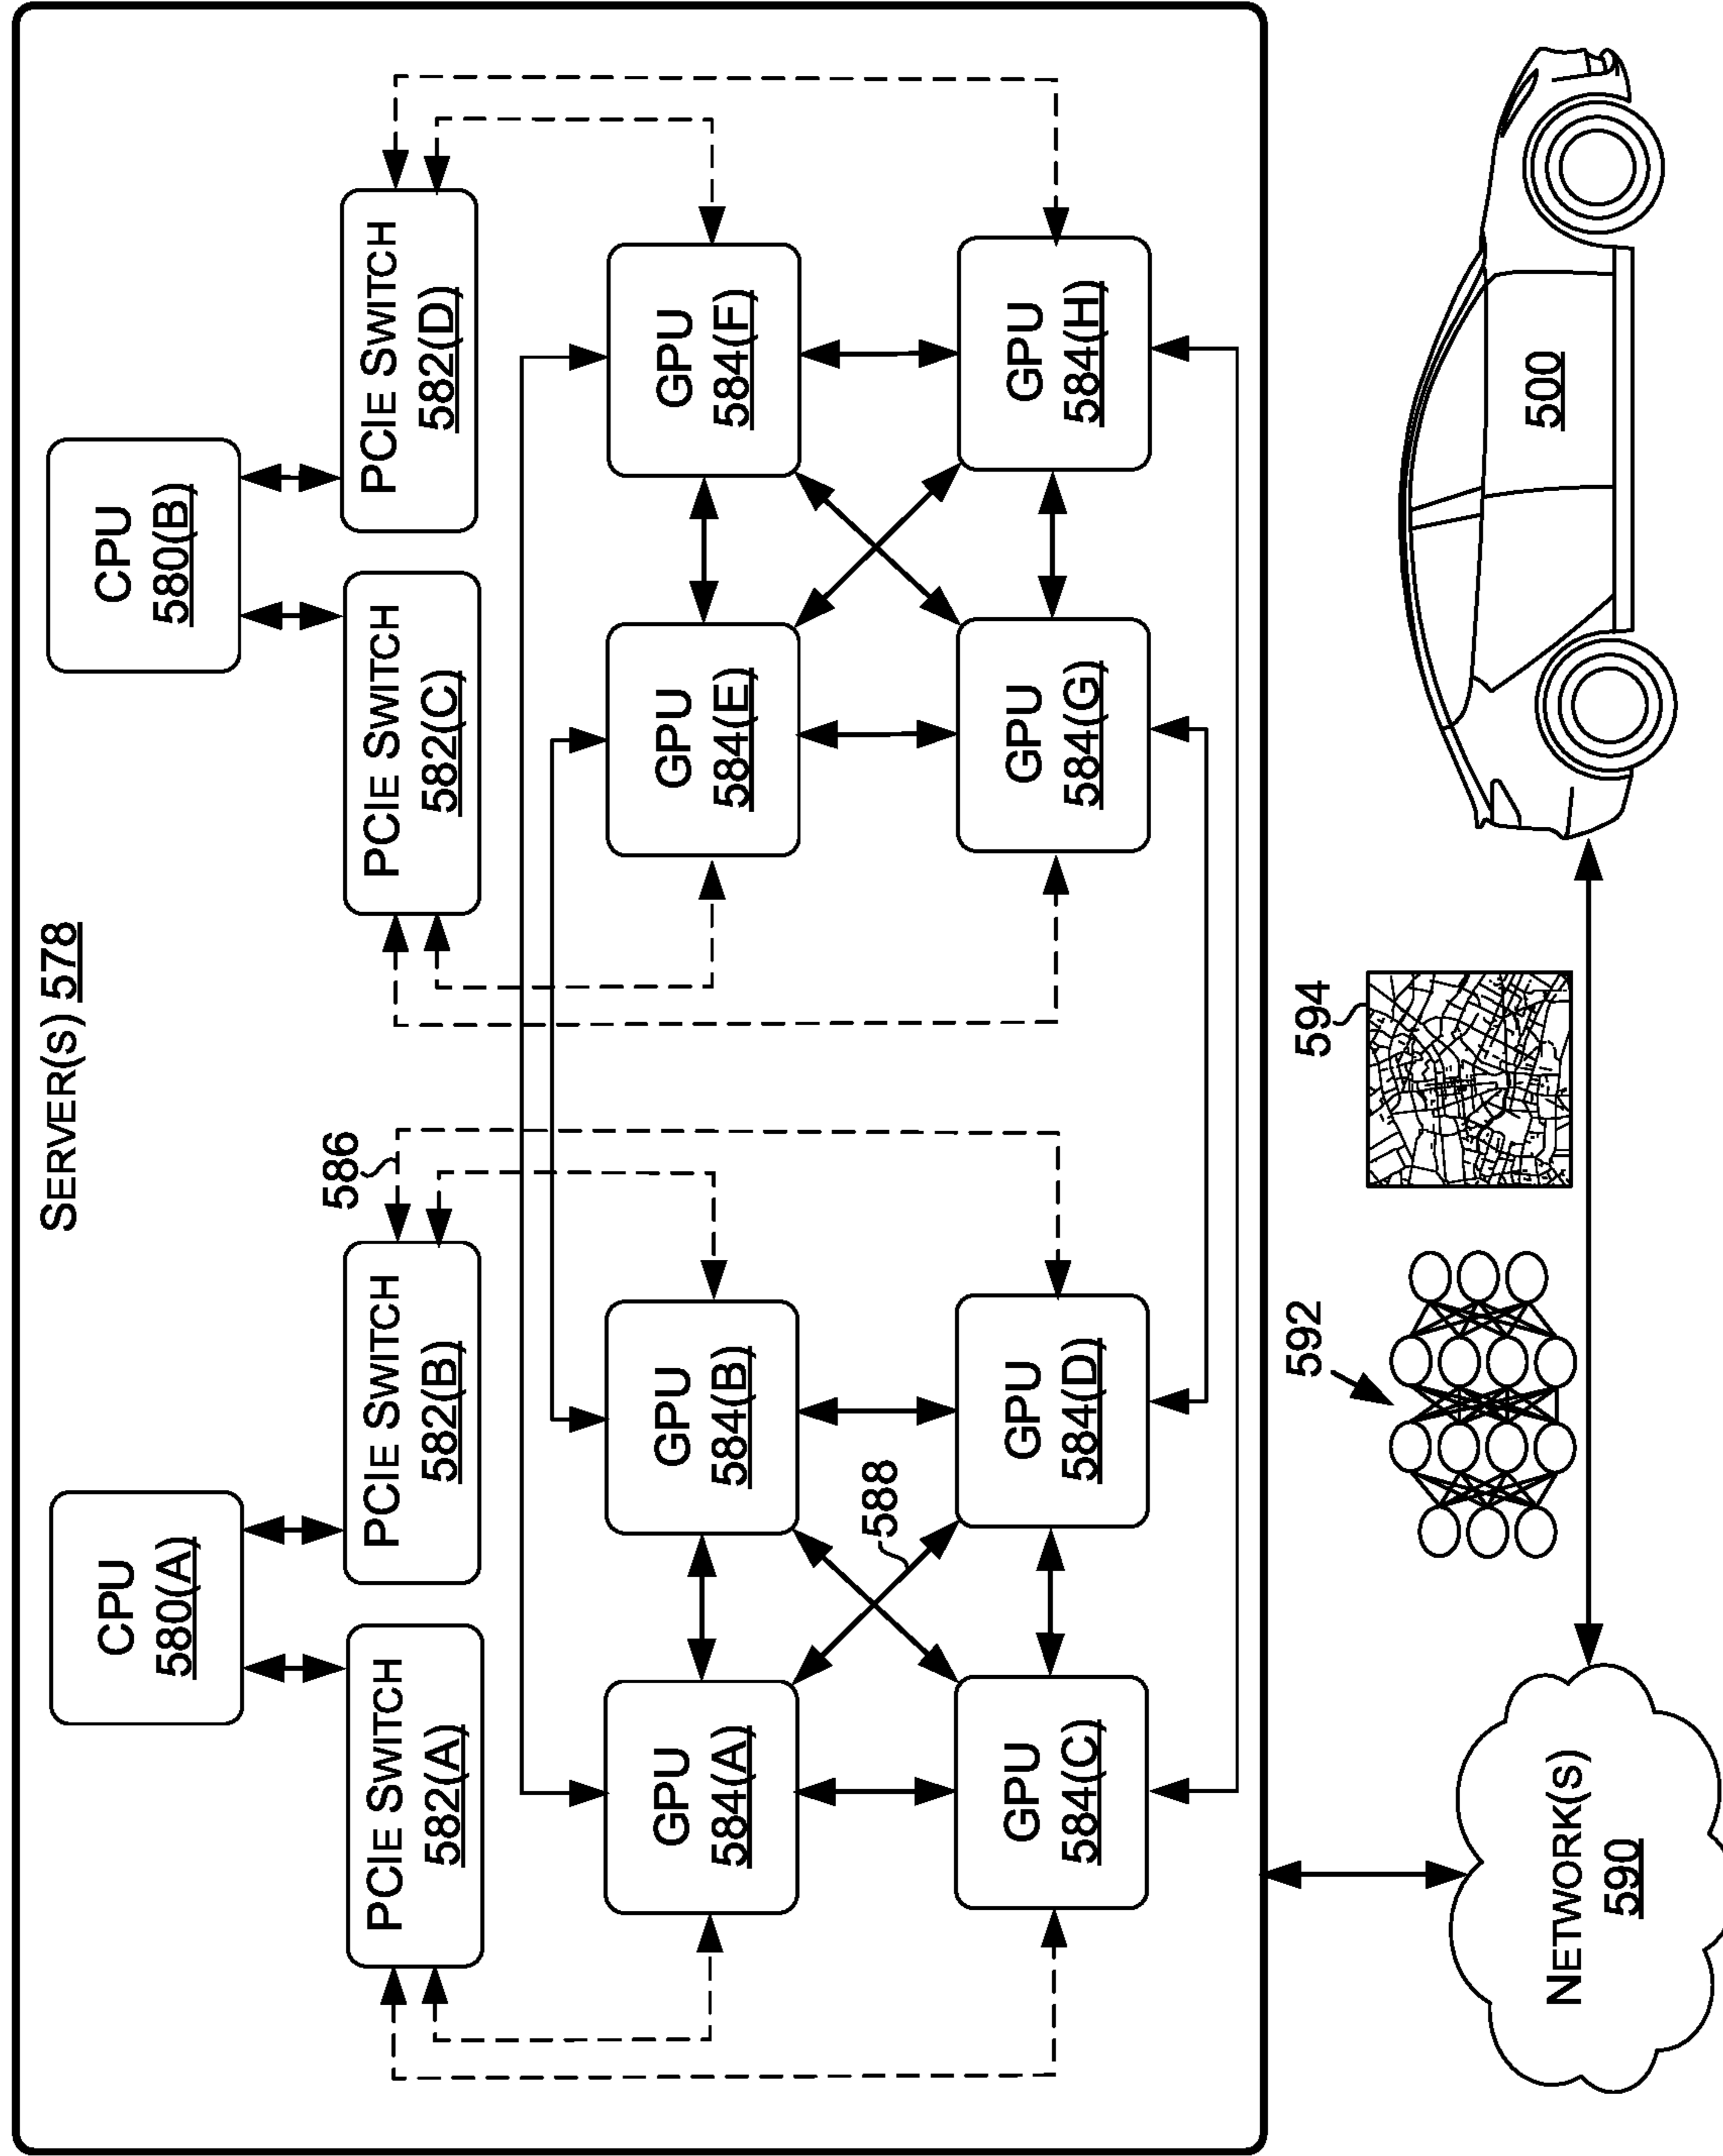 SERVER(S) 578
CPU
580(A)
CPU
580(B)
PCIE SWITCH
582(A)
PCIE SWITCH
582(B)
586
PCIE SWITCH
582(C)
PCIE SWITCH
582(D)
GPU
584(A)
GPU
584(B)
GPU
584(E)
GPU
584(F)
588
GPU
584(C)
GPU
584(D)
GPU
584(G)
GPU
584(H)
NETWORK(S)
590
592
594
500